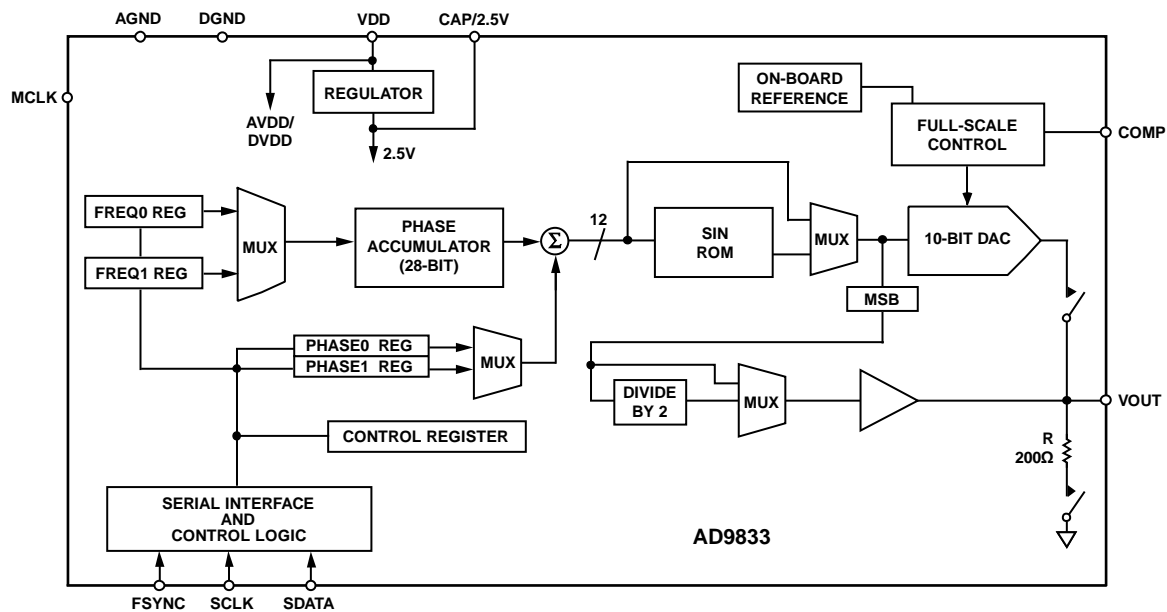 AGND
DGND
VDD
CAP/2.5V
MCLK
REGULATOR
AVDD/
DVDD
2.5V
ON-BOARD
REFERENCE
FULL-SCALE
CONTROL
COMP
FREQ0 REG
FREQ1 REG
MUX
PHASE
ACCUMULATOR
(28-BIT)
Σ
12
SIN
ROM
MUX
10-BIT DAC
MSB
PHASE0 REG
PHASE1 REG
MUX
DIVIDE
BY 2
MUX
VOUT
R
200Ω
CONTROL REGISTER
SERIAL INTERFACE
AND
CONTROL LOGIC
AD9833
FSYNC
SCLK
SDATA